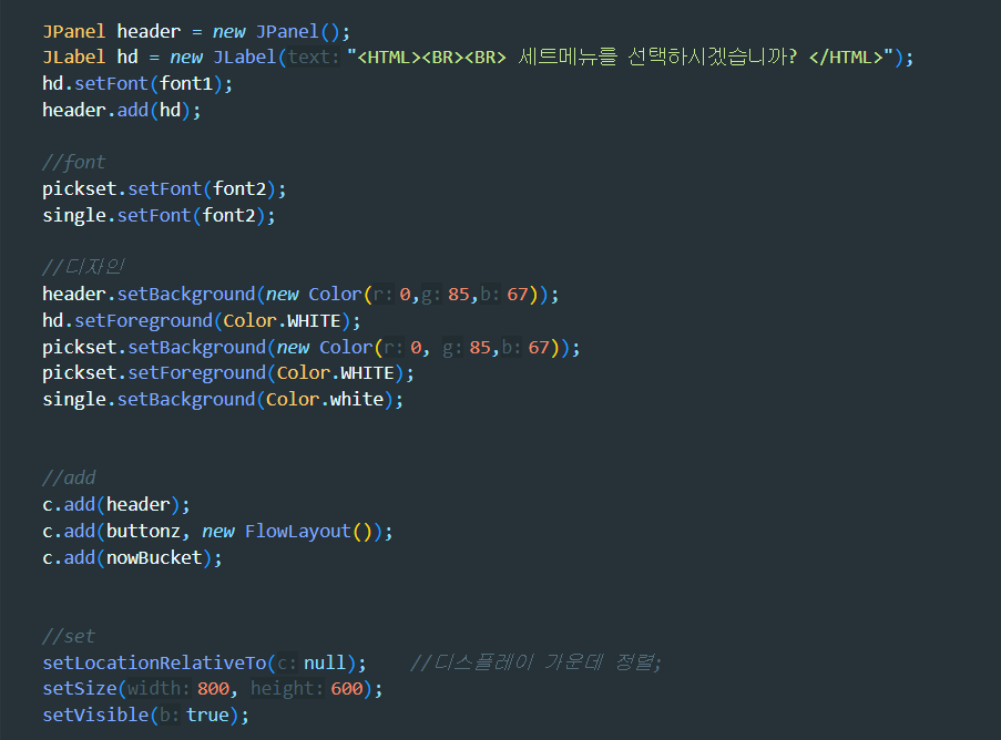 JPanel header = new JPanel();
JLabel hd = new JLabel(text: "<HTML><BR><BR> 세트메뉴를 선택하시겠습니까? </HTML>");
hd.setFont(font1);
header.add(hd);
//font
pickset.setFont(font2);
single.setFont(font2);
//디자인
header.setBackground(new Color(r: 0,g: 85,b: 67));
hd.setForeground(Color.WHITE);
pickset.setBackground(new Color(r: 0, g: 85,b: 67));
pickset.setForeground(Color.WHITE);
single.setBackground(Color.white);
//add
c.add(header);
c.add(buttonz, new FlowLayout());
c.add(nowBucket);
//set
setLocationRelativeTo(c: null);    //디스플레이 가운데 정렬;
setSize(width: 800, height: 600);
setVisible(b: true);